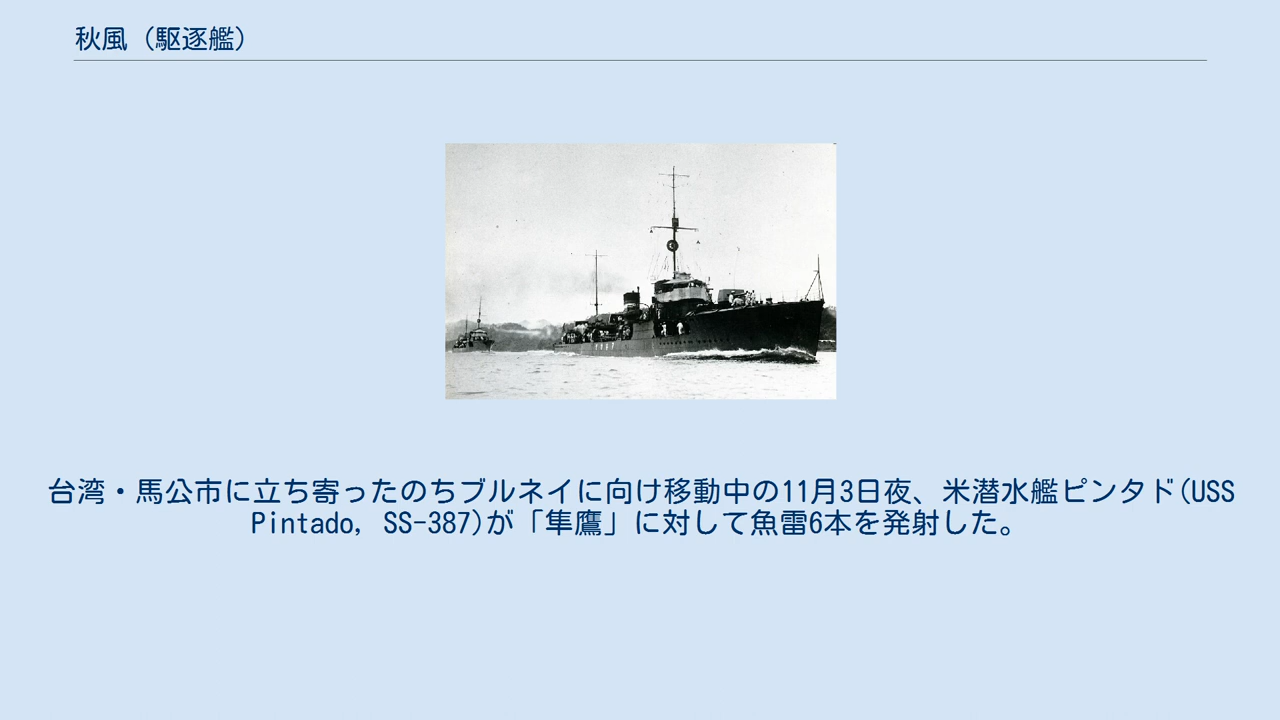 秋風 (駆逐艦)
台湾・馬公市に立ち寄ったのちブルネイに向け移動中の11月3日夜、米潜水艦ピンタド(USS
Pintado, SS-387)が「隼鷹」に対して魚雷6本を発射した。